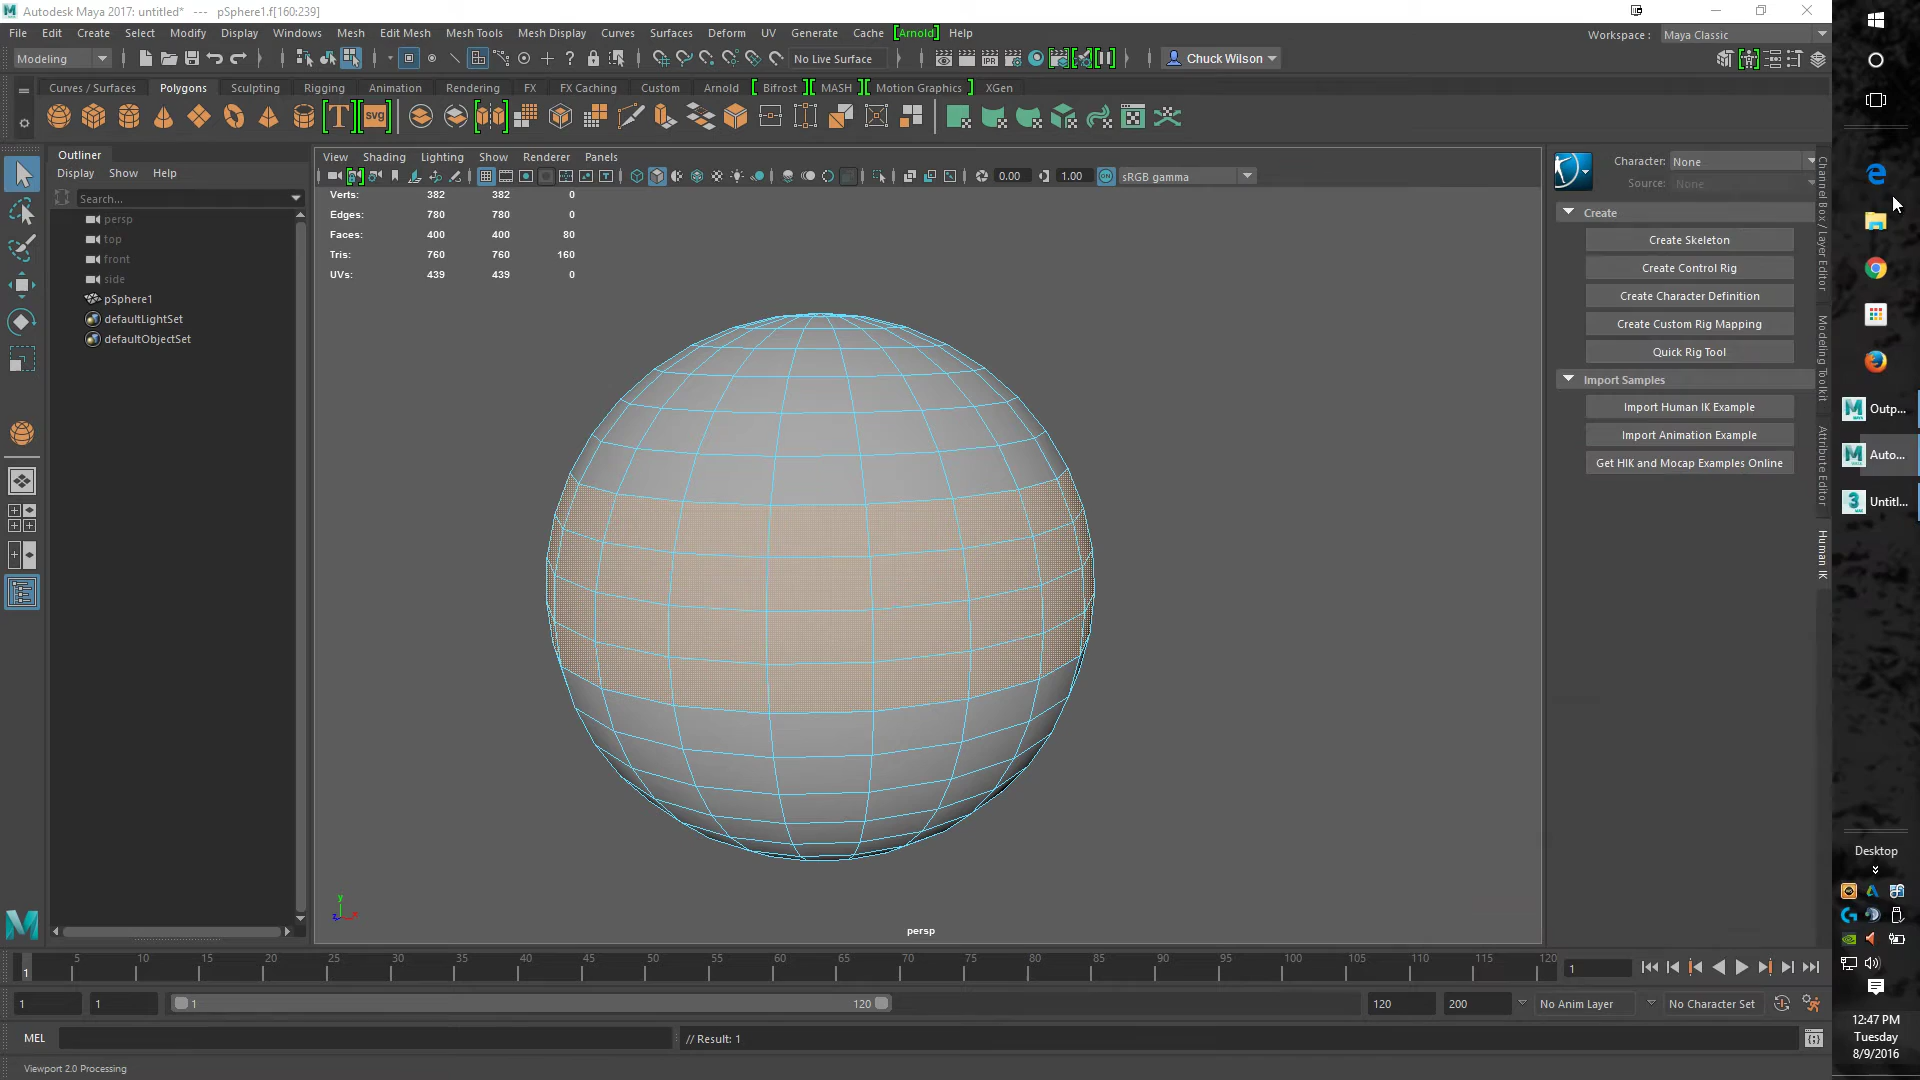 Autodesk Maya 2017: untitled*   ---   pSphere1.f[160:239]
File Edit Create Select Modify Display Windows Mesh Edit Mesh Mesh Tools Mesh Display Curves Surfaces Deform UV Generate Cache [Arnold] Help
Workspace : Maya Classic
Modeling No Live Surface Chuck Wilson
Curves / Surfaces Polygons Sculpting Rigging Animation Rendering FX FX Caching Custom Arnold Bifrost MASH Motion Graphics XGen
T svg
Outliner
Display Show Help
Search...
persp
top
front
side
pSphere1
defaultLightSet
defaultObjectSet
View Shading Lighting Show Renderer Panels
0.00 1.00 ON sRGB gamma
Verts: 382 382 0
Edges: 780 780 0
Faces: 400 400 80
Tris: 760 760 160
UVs: 439 439 0
y
z x
persp
Character: None
Source: None
Create
Create Skeleton
Create Control Rig
Create Character Definition
Create Custom Rig Mapping
Quick Rig Tool
Import Samples
Import Human IK Example
Import Animation Example
Get HIK and Mocap Examples Online
Channel Box / Layer Editor
Modeling Toolkit
Attribute Editor
Human IK
Outp...
Auto...
Untitl...
Desktop
1 5 10 15 20 25 30 35 40 45 50 55 60 65 70 75 80 85 90 95 100 105 110 115 120 1
1 1 1 120 120 200 No Anim Layer No Character Set
MEL // Result: 1
Viewport 2.0 Processing
12:47 PM
Tuesday
8/9/2016